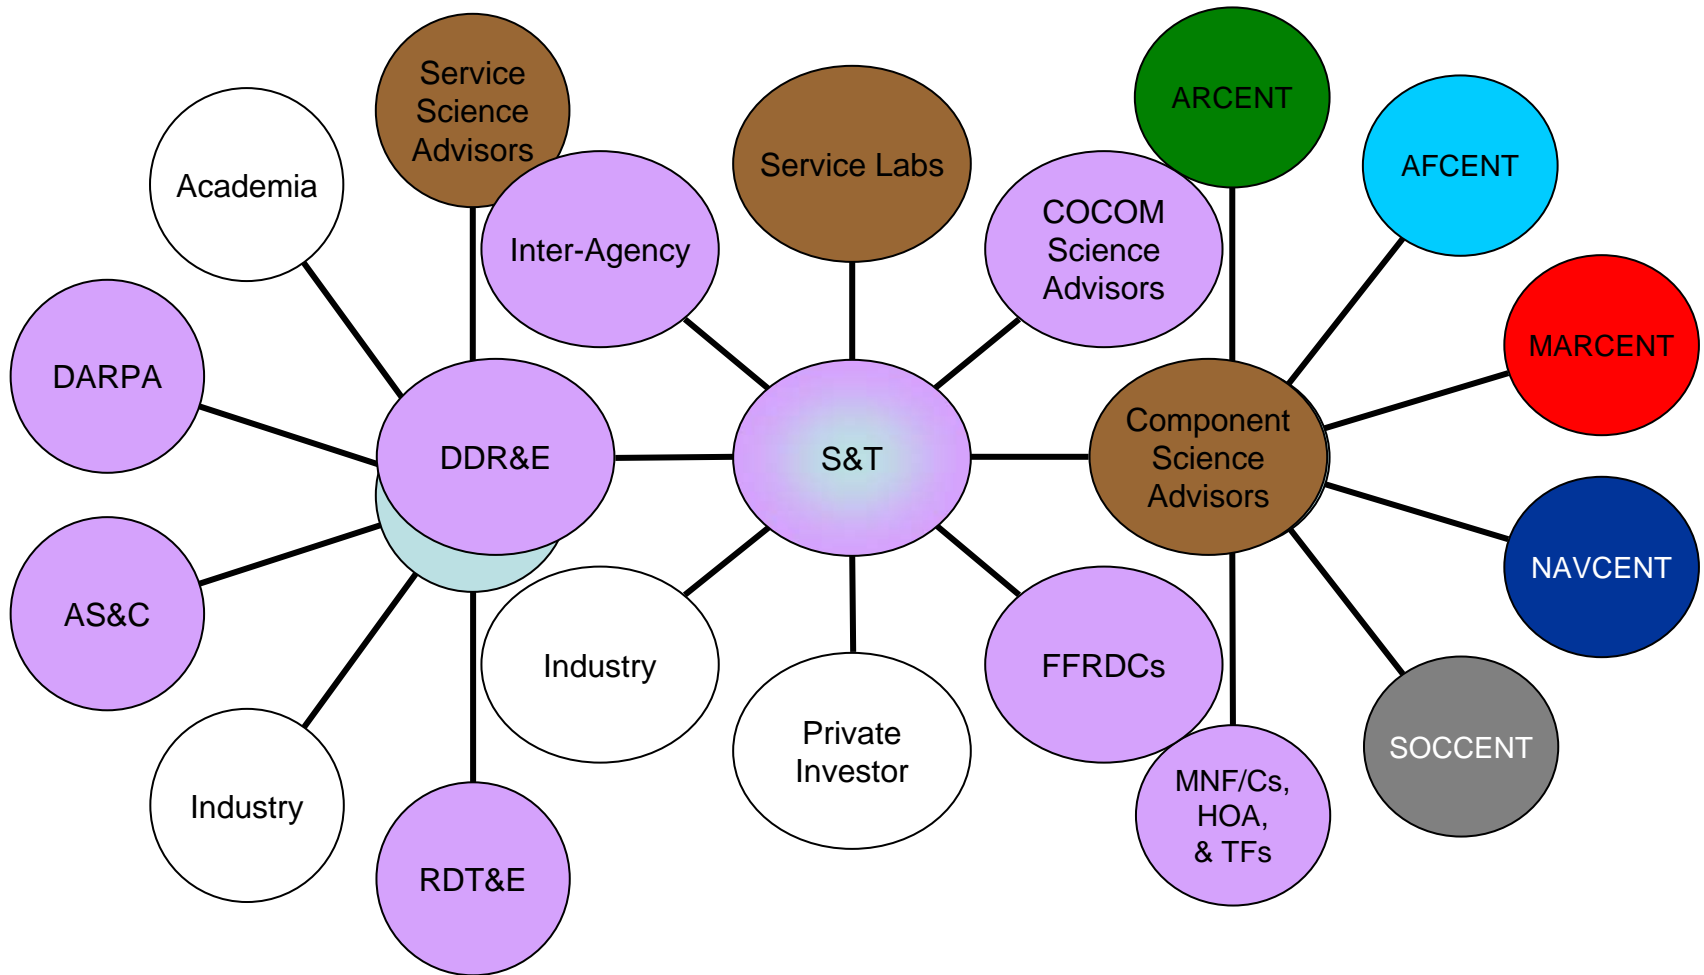 Service
Science
Advisors
Academia
Inter-Agency
Service Labs
COCOM
Science
Advisors
ARCENT
AFCENT
DARPA
DDR&E
S&T
Component
Science
Advisors
MARCENT
AS&C
Industry
FFRDCs
NAVCENT
Industry
RDT&E
Private
Investor
MNF/Cs,
HOA,
& TFs
SOCCENT